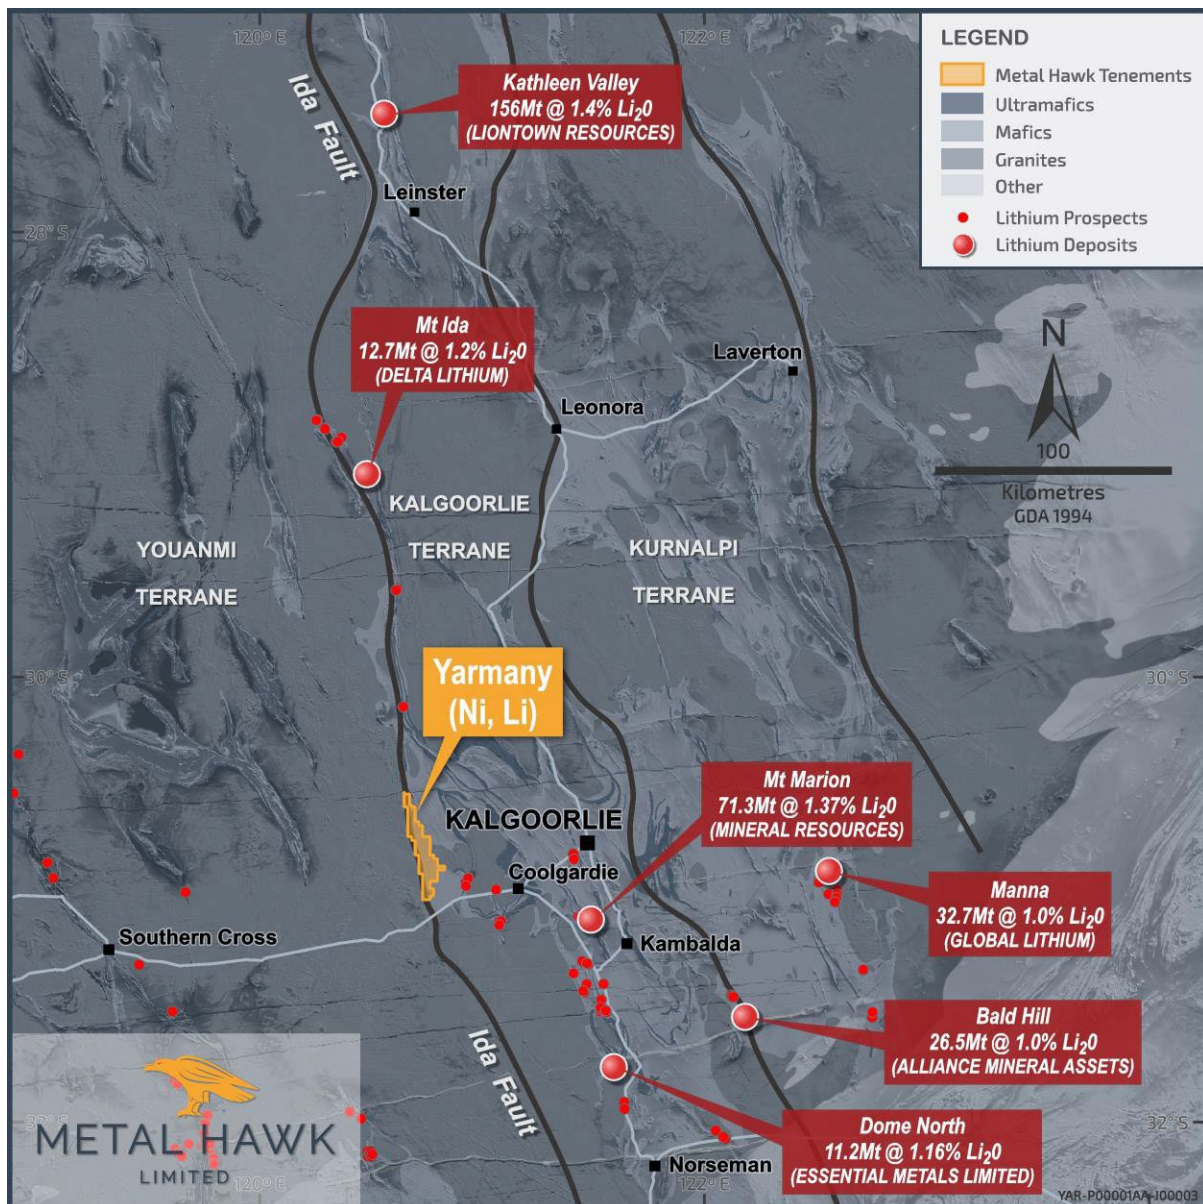 120° E
122° E
LEGEND
Metal Hawk Tenements
Ultramafics
Mafics
Granites
Other
Lithium Prospects
Lithium Deposits
Ida Fault
Kathleen Valley
156Mt @ 1.4% Li₂0
(LIONTOWN RESOURCES)
Leinster
28° S
Mt Ida
12.7Mt @ 1.2% Li₂0
(DELTA LITHIUM)
Laverton
Leonora
N
100
Kilometres
GDA 1994
KALGOORLIE
TERRANE
YOUANMI
TERRANE
KURNALPI
TERRANE
30° S
30° S
Yarmany
(Ni, Li)
Mt Marion
71.3Mt @ 1.37% Li₂0
(MINERAL RESOURCES)
KALGOORLIE
Coolgardie
Manna
32.7Mt @ 1.0% Li₂0
(GLOBAL LITHIUM)
Southern Cross
Kambalda
Bald Hill
26.5Mt @ 1.0% Li₂0
(ALLIANCE MINERAL ASSETS)
Ida Fault
Dome North
11.2Mt @ 1.16% Li₂0
(ESSENTIAL METALS LIMITED)
32° S
32° S
METAL HAWK
LIMITED
Norseman
120° E
122° E
YAR-P00001AA-J00003